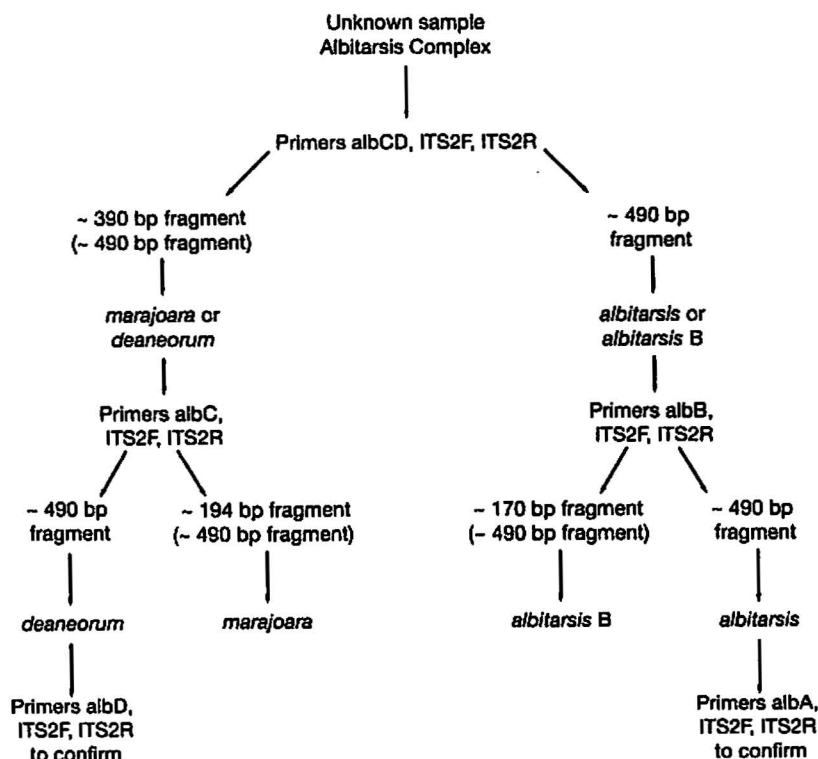 Unknown sample
Albitarsis Complex
Primers albCD, ITS2F, ITS2R
~ 390 bp fragment
(~ 490 bp fragment)
~ 490 bp
fragment
marajoara or
deaneorum
albitarsis or
albitarsis B
Primers albC,
ITS2F, ITS2R
Primers albB,
ITS2F, ITS2R
~ 490 bp
fragment
~ 194 bp fragment
(~ 490 bp fragment)
~ 170 bp fragment
(~ 490 bp fragment)
~ 490 bp
fragment
deaneorum
marajoara
albitarsis B
albitarsis
Primers albD,
ITS2F, ITS2R
to confirm
Primers albA,
ITS2F, ITS2R
to confirm